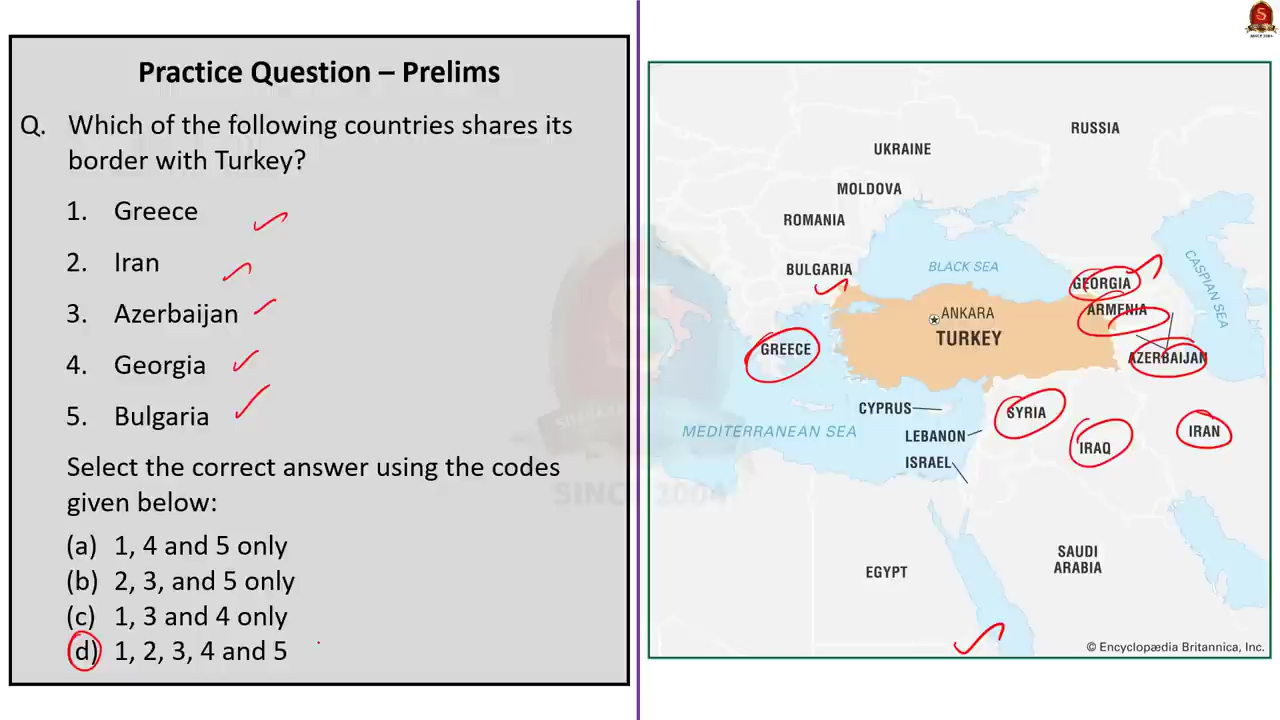 Practice Question – Prelims
Q. Which of the following countries shares its
border with Turkey?
1. Greece
2. Iran
3. Azerbaijan
4. Georgia
5. Bulgaria
Select the correct answer using the codes
given below:
(a) 1, 4 and 5 only
(b) 2, 3, and 5 only
(c) 1, 3 and 4 only
(d) 1, 2, 3, 4 and 5
S
SINCE 2004
RUSSIA
UKRAINE
MOLDOVA
ROMANIA
BULGARIA
BLACK SEA
CASPIAN SEA
GEORGIA
ARMENIA
ANKARA
TURKEY
GREECE
AZERBAIJAN
CYPRUS
SYRIA
MEDITERRANEAN SEA
LEBANON
IRAQ
IRAN
ISRAEL
EGYPT
SAUDI
ARABIA
© Encyclopædia Britannica, Inc.
SINCE 2004